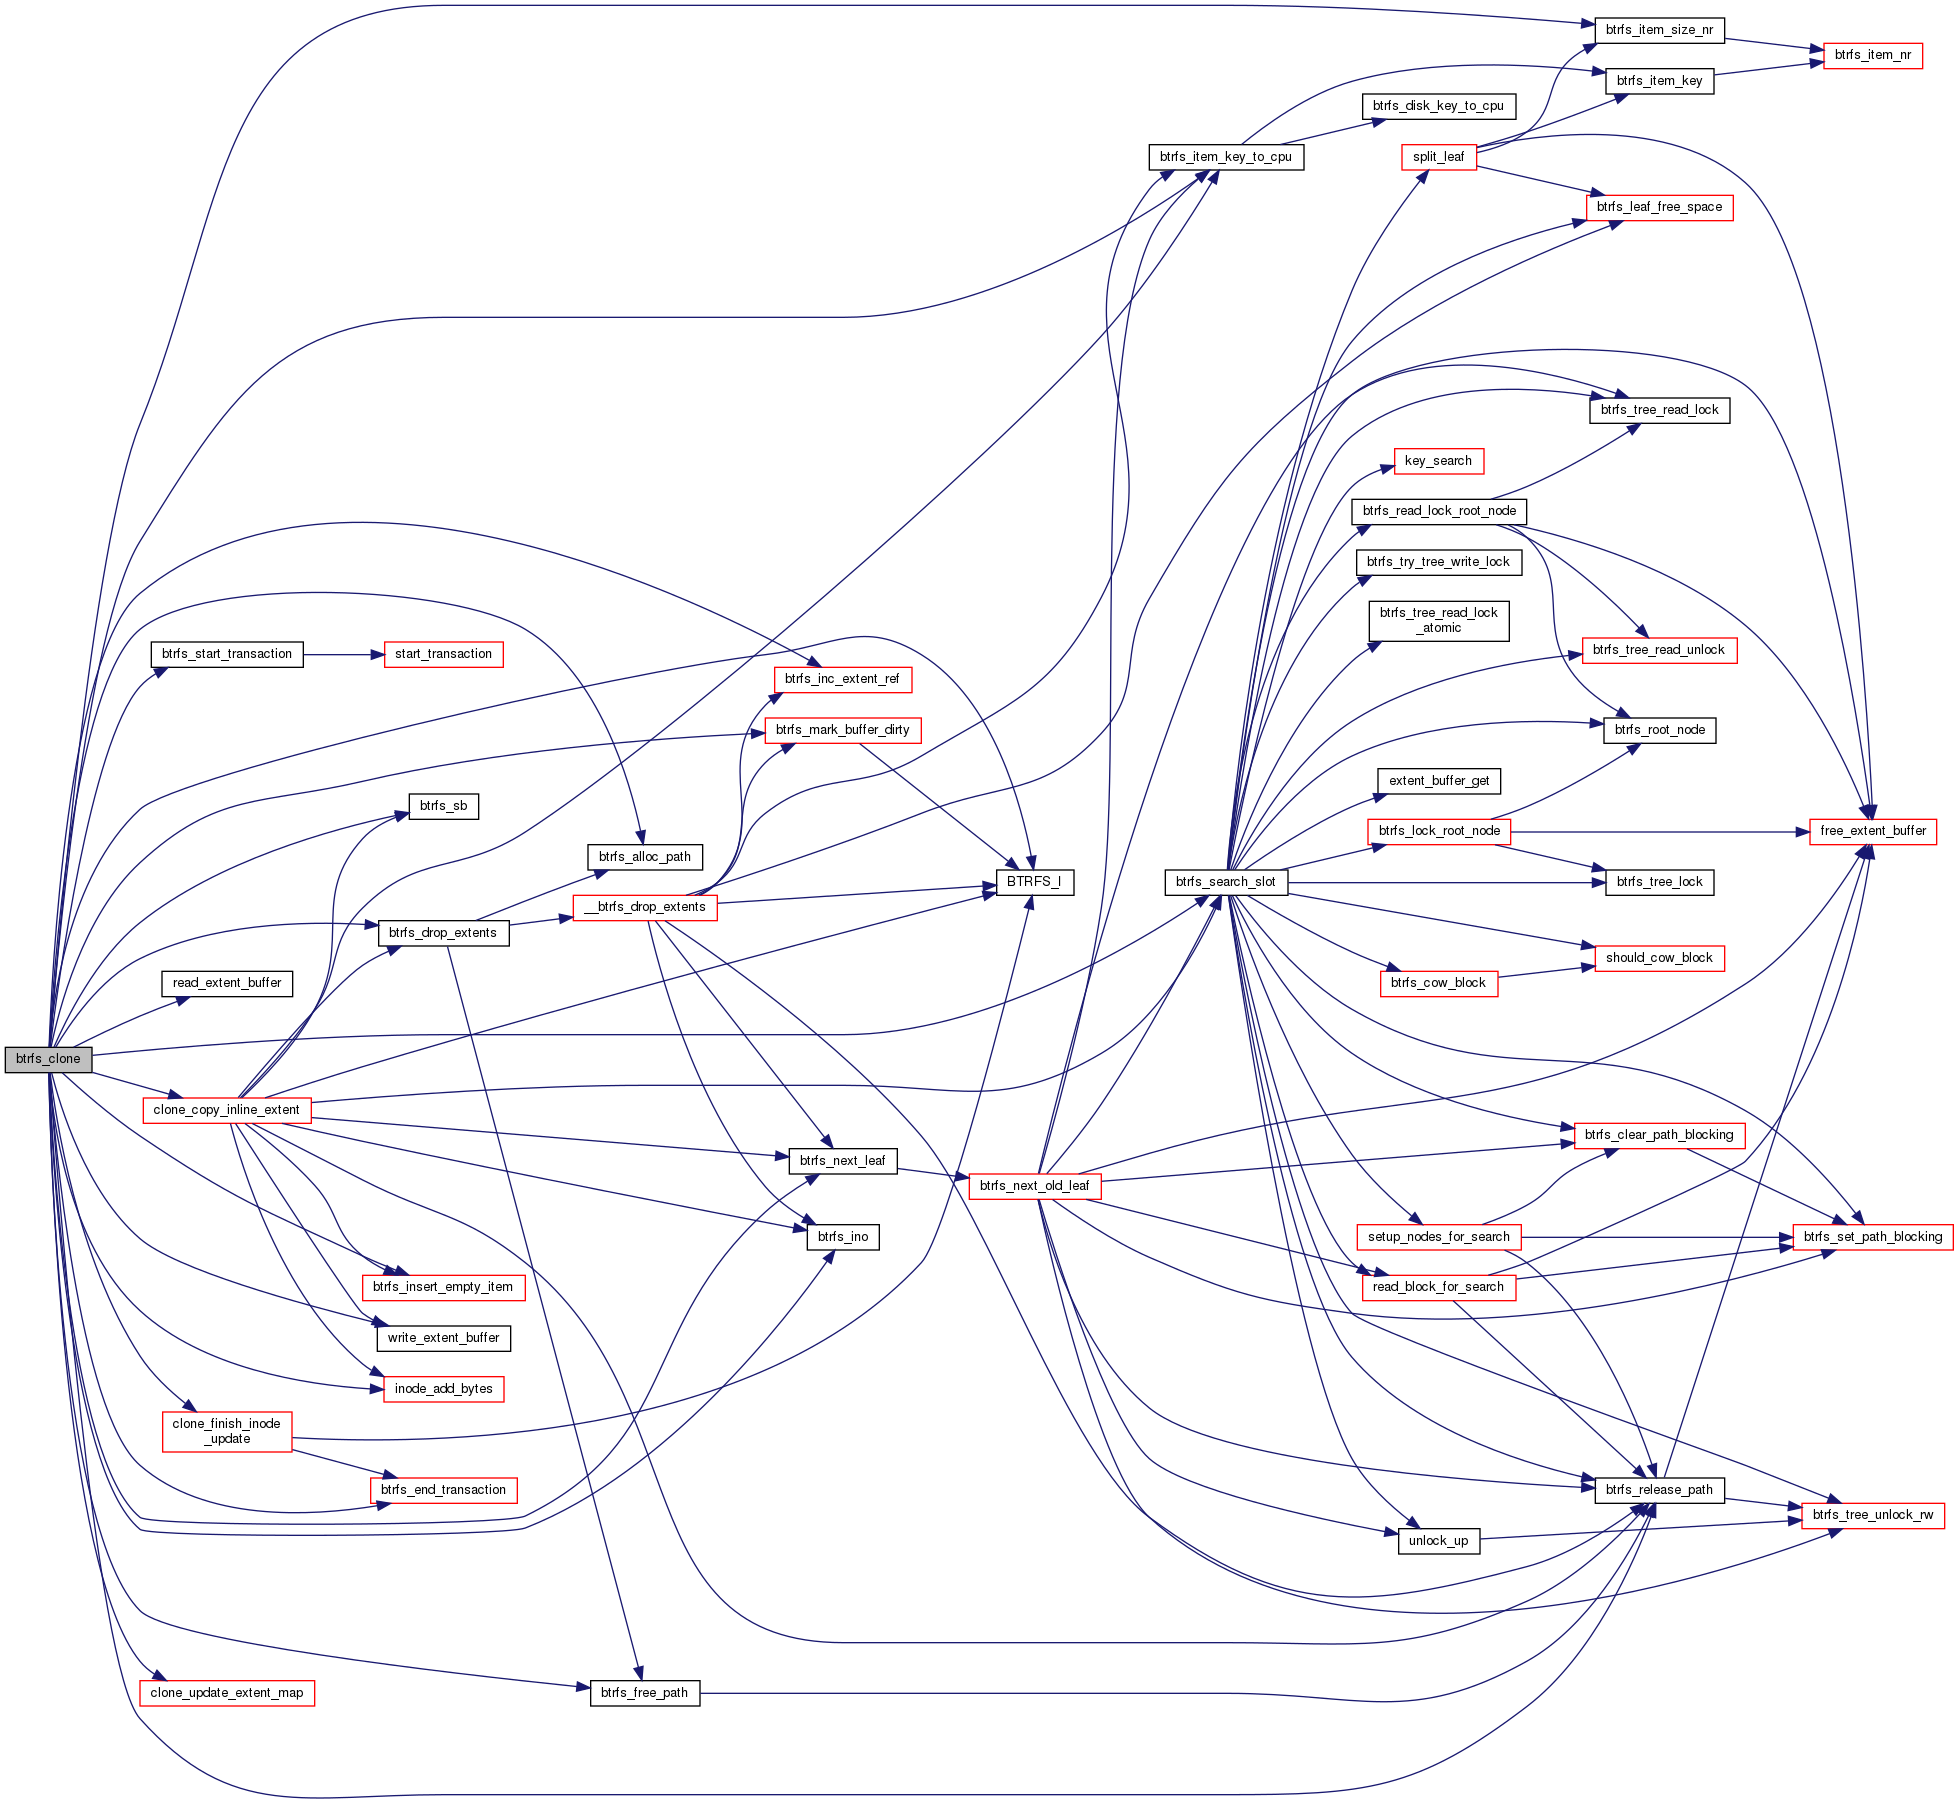 btrfs_item_size_nr
btrfs_item_nr
btrfs_item_key
btrfs_disk_key_to_cpu
btrfs_item_key_to_cpu
split_leaf
btrfs_leaf_free_space
btrfs_tree_read_lock
key_search
btrfs_read_lock_root_node
btrfs_try_tree_write_lock
btrfs_tree_read_lock
_atomic
btrfs_start_transaction
start_transaction
btrfs_tree_read_unlock
btrfs_inc_extent_ref
btrfs_mark_buffer_dirty
btrfs_root_node
extent_buffer_get
btrfs_sb
btrfs_lock_root_node
free_extent_buffer
btrfs_alloc_path
BTRFS_I
btrfs_search_slot
btrfs_tree_lock
__btrfs_drop_extents
btrfs_drop_extents
should_cow_block
read_extent_buffer
btrfs_cow_block
btrfs_clone
clone_copy_inline_extent
btrfs_clear_path_blocking
btrfs_next_leaf
btrfs_next_old_leaf
btrfs_ino
setup_nodes_for_search
btrfs_set_path_blocking
btrfs_insert_empty_item
read_block_for_search
write_extent_buffer
inode_add_bytes
clone_finish_inode
_update
btrfs_end_transaction
btrfs_release_path
btrfs_tree_unlock_rw
unlock_up
clone_update_extent_map
btrfs_free_path